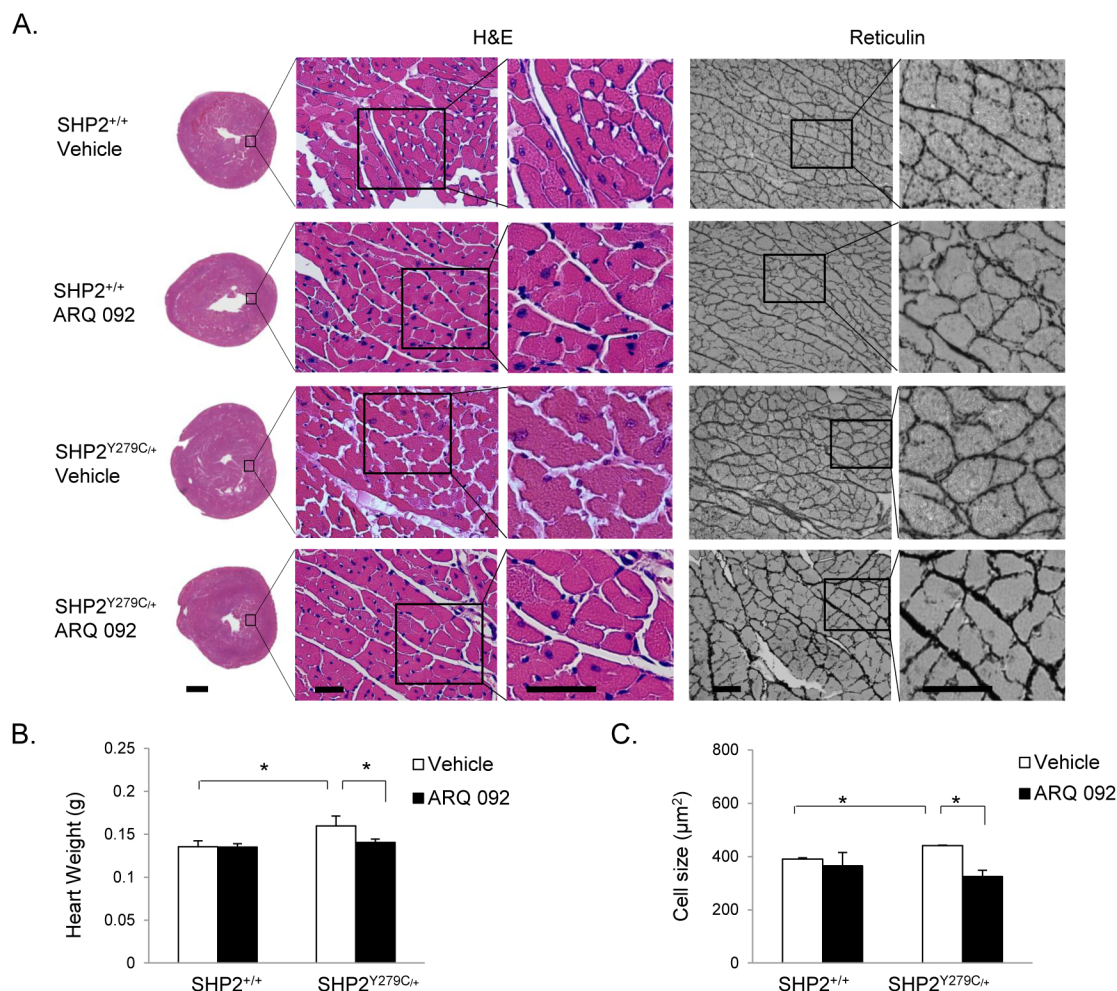 A.
H&E
Reticulin
SHP2+/+
Vehicle
SHP2+/+
ARQ 092
SHP2Y279C/+
Vehicle
SHP2Y279C/+
ARQ 092
B.
0.25
0.2
0.15
0.1
0.05
0
Heart Weight (g)
*
*
Vehicle
ARQ 092
SHP2+/+
SHP2Y279C/+
C.
800
600
400
200
0
Cell size (µm2)
*
*
Vehicle
ARQ 092
SHP2+/+
SHP2Y279C/+